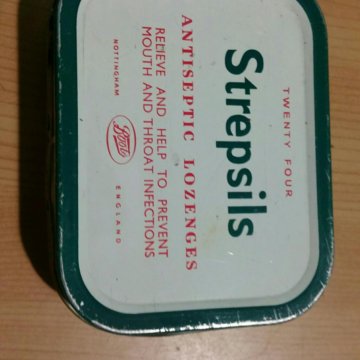 TWENTY FOUR
Strepsils
ANTISEPTIC LOZENGES
RELIEVE AND HELP TO PREVENT
MOUTH AND THROAT INFECTIONS
NOTTINGHAM Boots ENGLAND